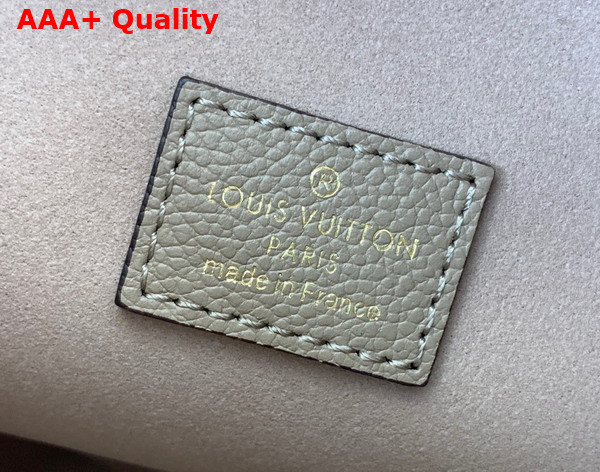 AAA+ Quality
®
LOUIS VUITTON
PARIS
made in France